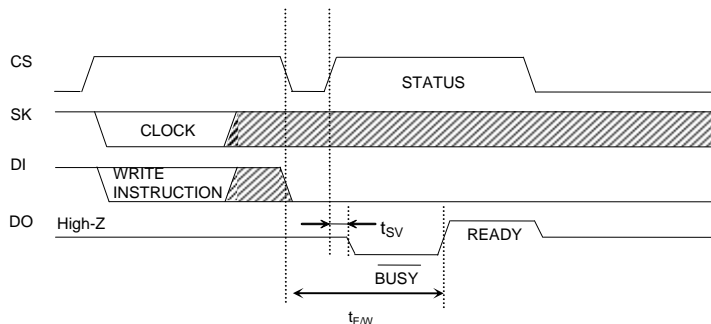 CS
STATUS
SK
CLOCK
DI
WRITE
INSTRUCTION
DO
High-Z
tSV
READY
BUSY
tE/W